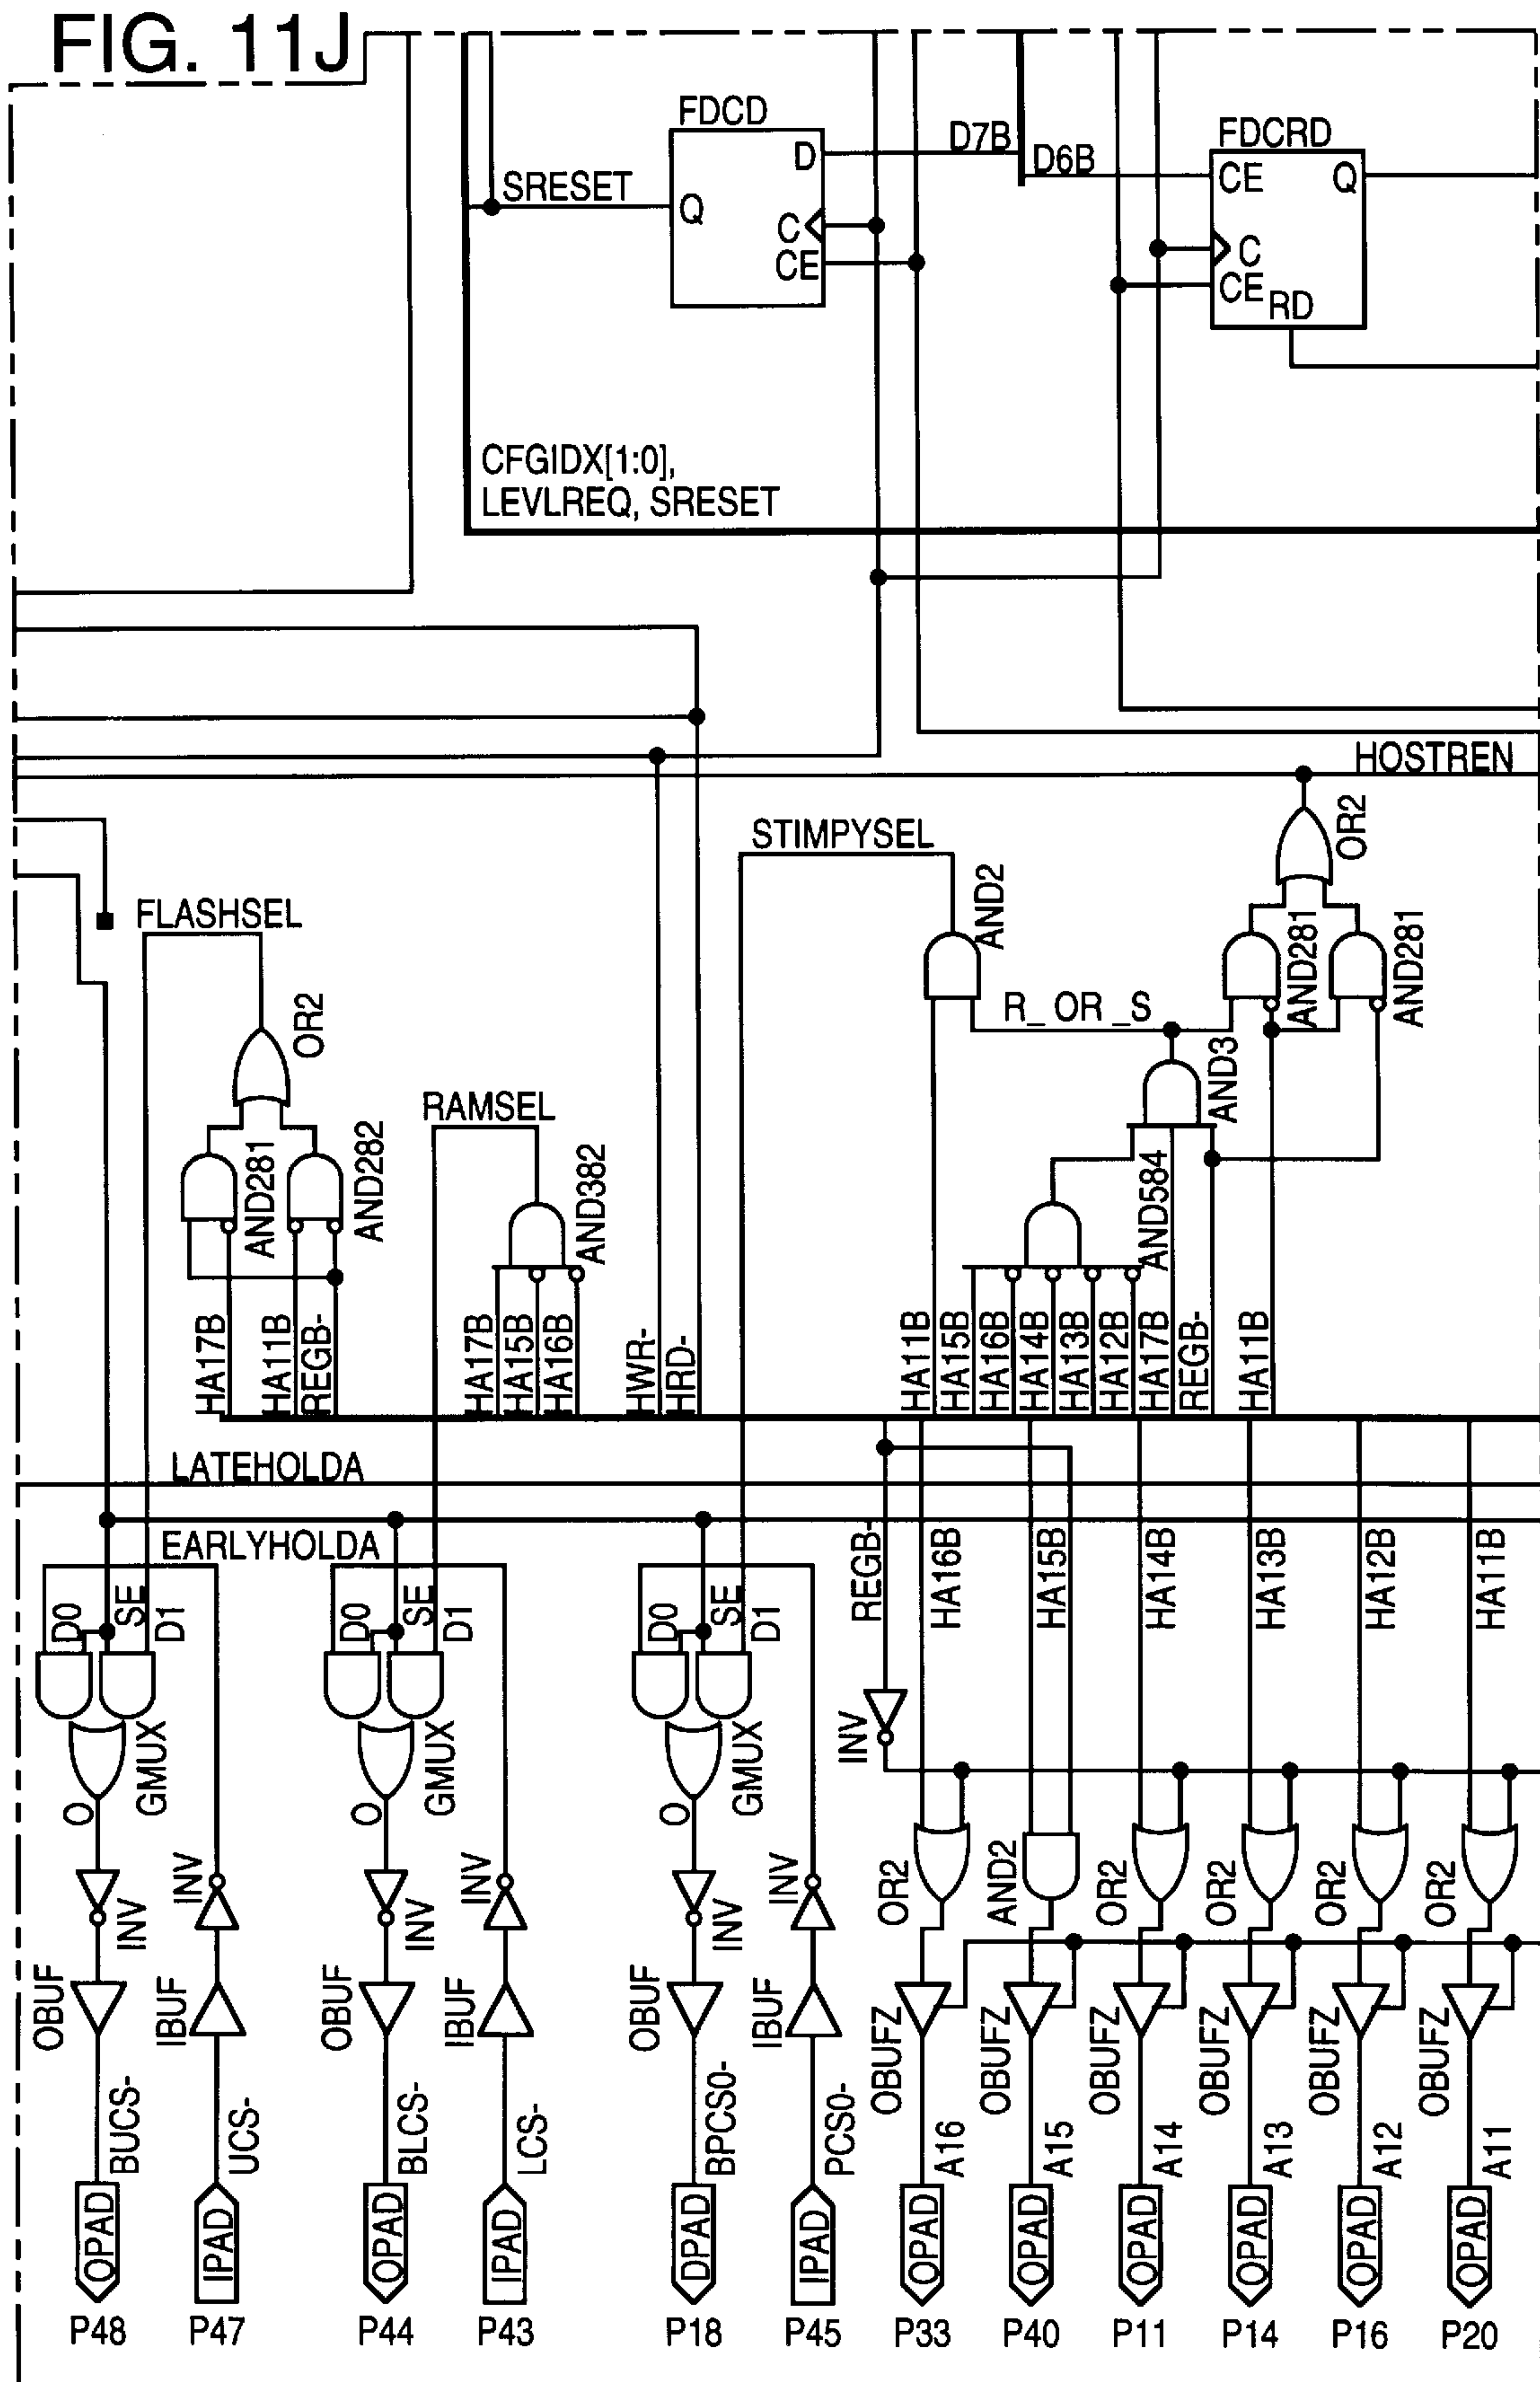 FIG. 11J
FDCD
D
D7B
D6B
FDCRD
CE
Q
SRESET
Q
C
CE
C
CE
RD
CFGIDX[1:0],
LEVLREQ, SRESET
HOSTREN
OR2
STIMPYSEL
AND2
AND281
AND281
FLASHSEL
OR2
R_OR_S
AND3
RAMSEL
AND281
AND282
AND382
AND584
HA17B
HA11B
REGB-
HA17B
HA15B
HA16B
HWR-
HRD-
HA11B
HA15B
HA16B
HA14B
HA13B
HA12B
HA17B
REGB-
HA11B
LATEHOLDA
EARLYHOLDA
REGB-
HA16B
HA15B
HA14B
HA13B
HA12B
HA11B
D0
SE
D1
D0
SE
D1
D0
SE
D1
GMUX
GMUX
GMUX
INV
O
O
O
INV
INV
INV
INV
INV
INV
OR2
AND2
OR2
OR2
OR2
OR2
OBUF
IBUF
OBUF
IBUF
OBUF
IBUF
OBUFZ
OBUFZ
OBUFZ
OBUFZ
OBUFZ
OBUFZ
BUCS-
UCS-
BLCS-
LCS-
BPCS0-
PCS0-
A16
A15
A14
A13
A12
A11
OPAD
IPAD
OPAD
IPAD
DPAD
IPAD
OPAD
OPAD
OPAD
OPAD
OPAD
OPAD
P48
P47
P44
P43
P18
P45
P33
P40
P11
P14
P16
P20